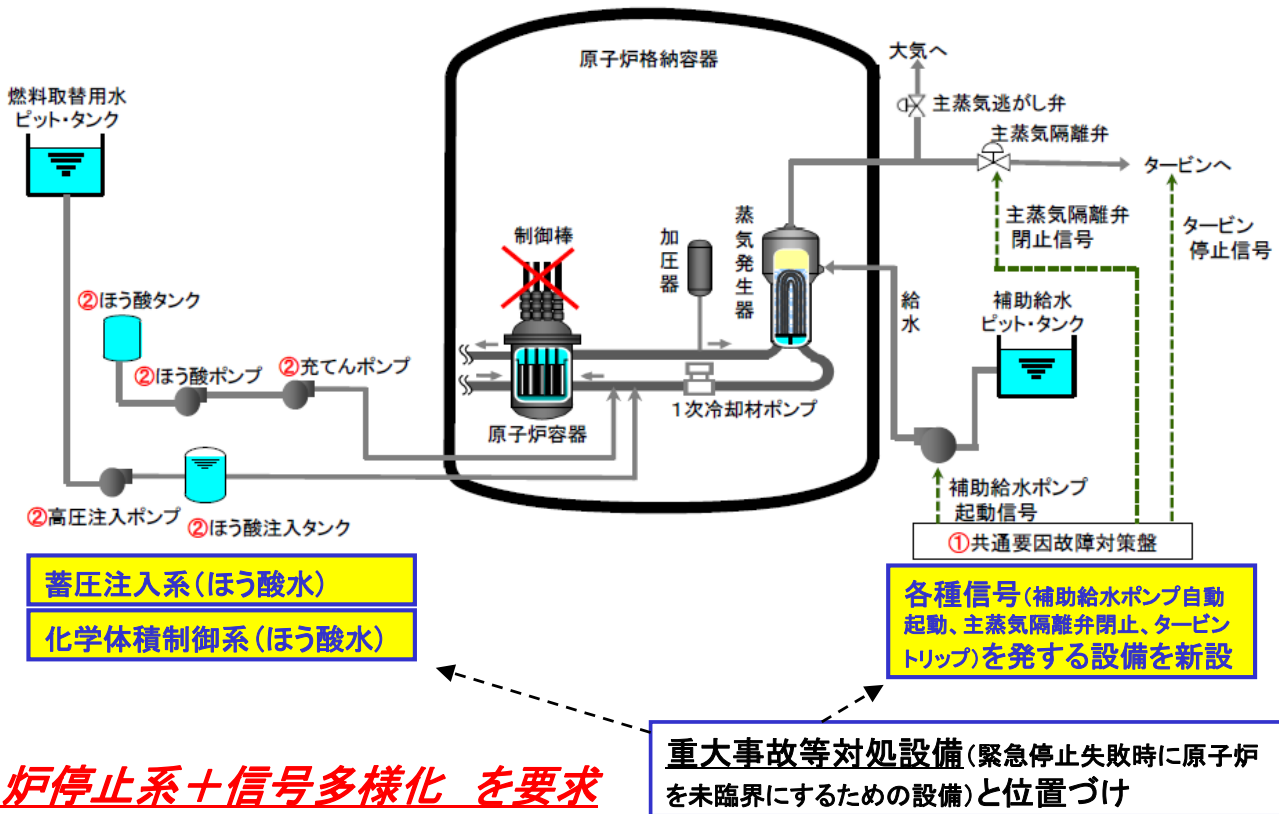 原子炉格納容器
大気へ
燃料取替用水
ピット・タンク
主蒸気逃がし弁
主蒸気隔離弁
タービンへ
主蒸気隔離弁
閉止信号
タービン
停止信号
制御棒
加圧器
蒸気発生器
給水
補助給水
ピット・タンク
②ほう酸タンク
②ほう酸ポンプ
②充てんポンプ
1次冷却材ポンプ
原子炉容器
②高圧注入ポンプ
②ほう酸注入タンク
補助給水ポンプ
起動信号
①共通要因故障対策盤
蓄圧注入系(ほう酸水)
化学体積制御系(ほう酸水)
各種信号(補助給水ポンプ自動
起動、主蒸気隔離弁閉止、タービン
トリップ)を発する設備を新設
重大事故等対処設備(緊急停止失敗時に原子炉
を未臨界にするための設備)と位置づけ
炉停止系+信号多様化 を要求